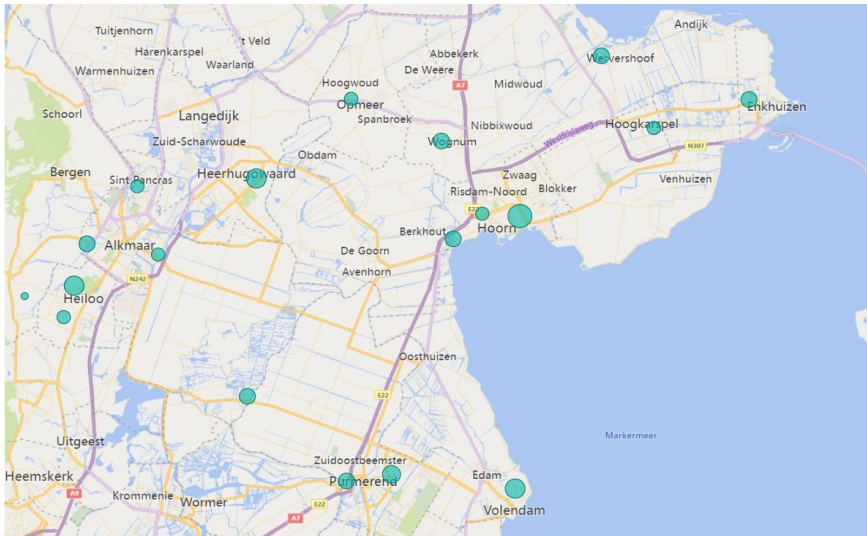 Tuitjenhorn
't Veld
Andijk
Harenkarspel
Abbekerk
Wervershoof
Waarland
De Weere
Warmenhuizen
Hoogwoud
Midwoud
A7
Opmeer
Enkhuizen
Schoorl
Langedijk
Spanbroek
Nibbixwoud
Hoogkarspel
Westfrisiaweg
Zuid-Scharwoude
Wognum
N307
Obdam
Bergen
Heerhugowaard
Zwaag
Venhuizen
Sint Pancras
Risdam-Noord
Blokker
E22
Berkhout
Hoorn
Alkmaar
De Goorn
Avenhorn
N242
Heiloo
Oosthuizen
E22
Uitgeest
Markermeer
Zuidoostbeemster
Heemskerk
Edam
Purmerend
A9
Krommenie
Wormer
E22
Volendam
A7